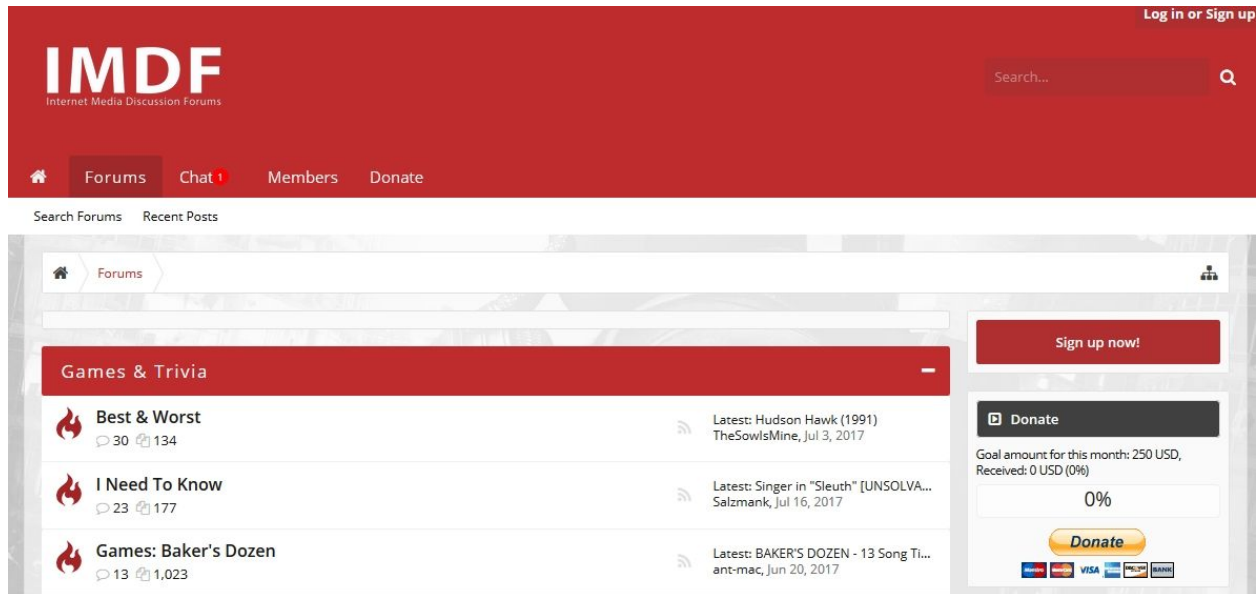 Log in or Sign up
IMDF
Internet Media Discussion Forums
Search...
Forums Chat 1 Members Donate
Search Forums Recent Posts
Forums
Sign up now!
Games & Trivia
Best & Worst
30 134
Latest: Hudson Hawk (1991)
TheSowIsMine, Jul 3, 2017
I Need To Know
23 177
Latest: Singer in "Sleuth" [UNSOLVA...
Salzmank, Jul 16, 2017
Games: Baker's Dozen
13 1,023
Latest: BAKER'S DOZEN - 13 Song Ti...
ant-mac, Jun 20, 2017
Donate
Goal amount for this month: 250 USD,
Received: 0 USD (0%)
0%
Donate
VISA BANK